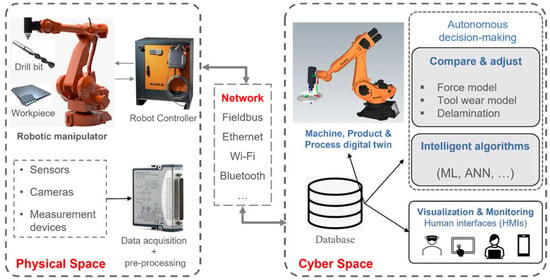 Drill bit
Workpiece
Robotic manipulator
KUKA
Robot Controller
Sensors
Cameras
Measurement
devices
Data acquisition
+
pre-processing
Physical Space
Network
Fieldbus
Ethernet
Wi-Fi
Bluetooth
...
Machine, Product &
Process digital twin
Database
Cyber Space
Autonomous
decision-making
Compare & adjust
Force model
Tool wear model
Delamination
Intelligent algorithms
(ML, ANN, ...)
Visualization & Monitoring
Human interfaces (HMIs)